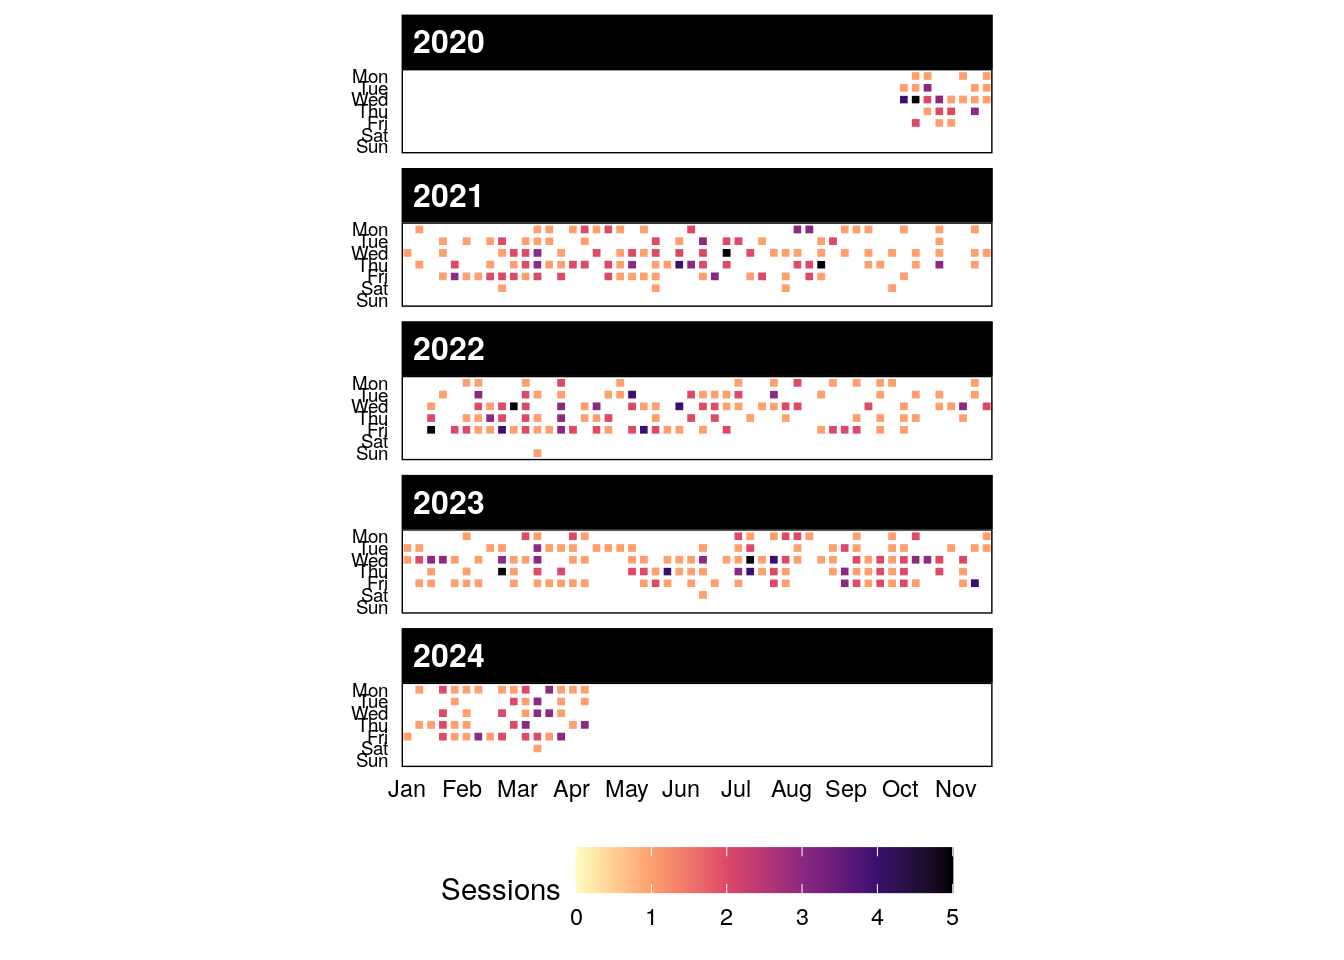 2020
Mon
Tue
Wed
Thu
Fri
Sat
Sun
2021
Mon
Tue
Wed
Thu
Fri
Sat
Sun
2022
Mon
Tue
Wed
Thu
Fri
Sat
Sun
2023
Mon
Tue
Wed
Thu
Fri
Sat
Sun
2024
Mon
Tue
Wed
Thu
Fri
Sat
Sun
Jan Feb Mar Apr May Jun Jul Aug Sep Oct Nov
Sessions
0 1 2 3 4 5